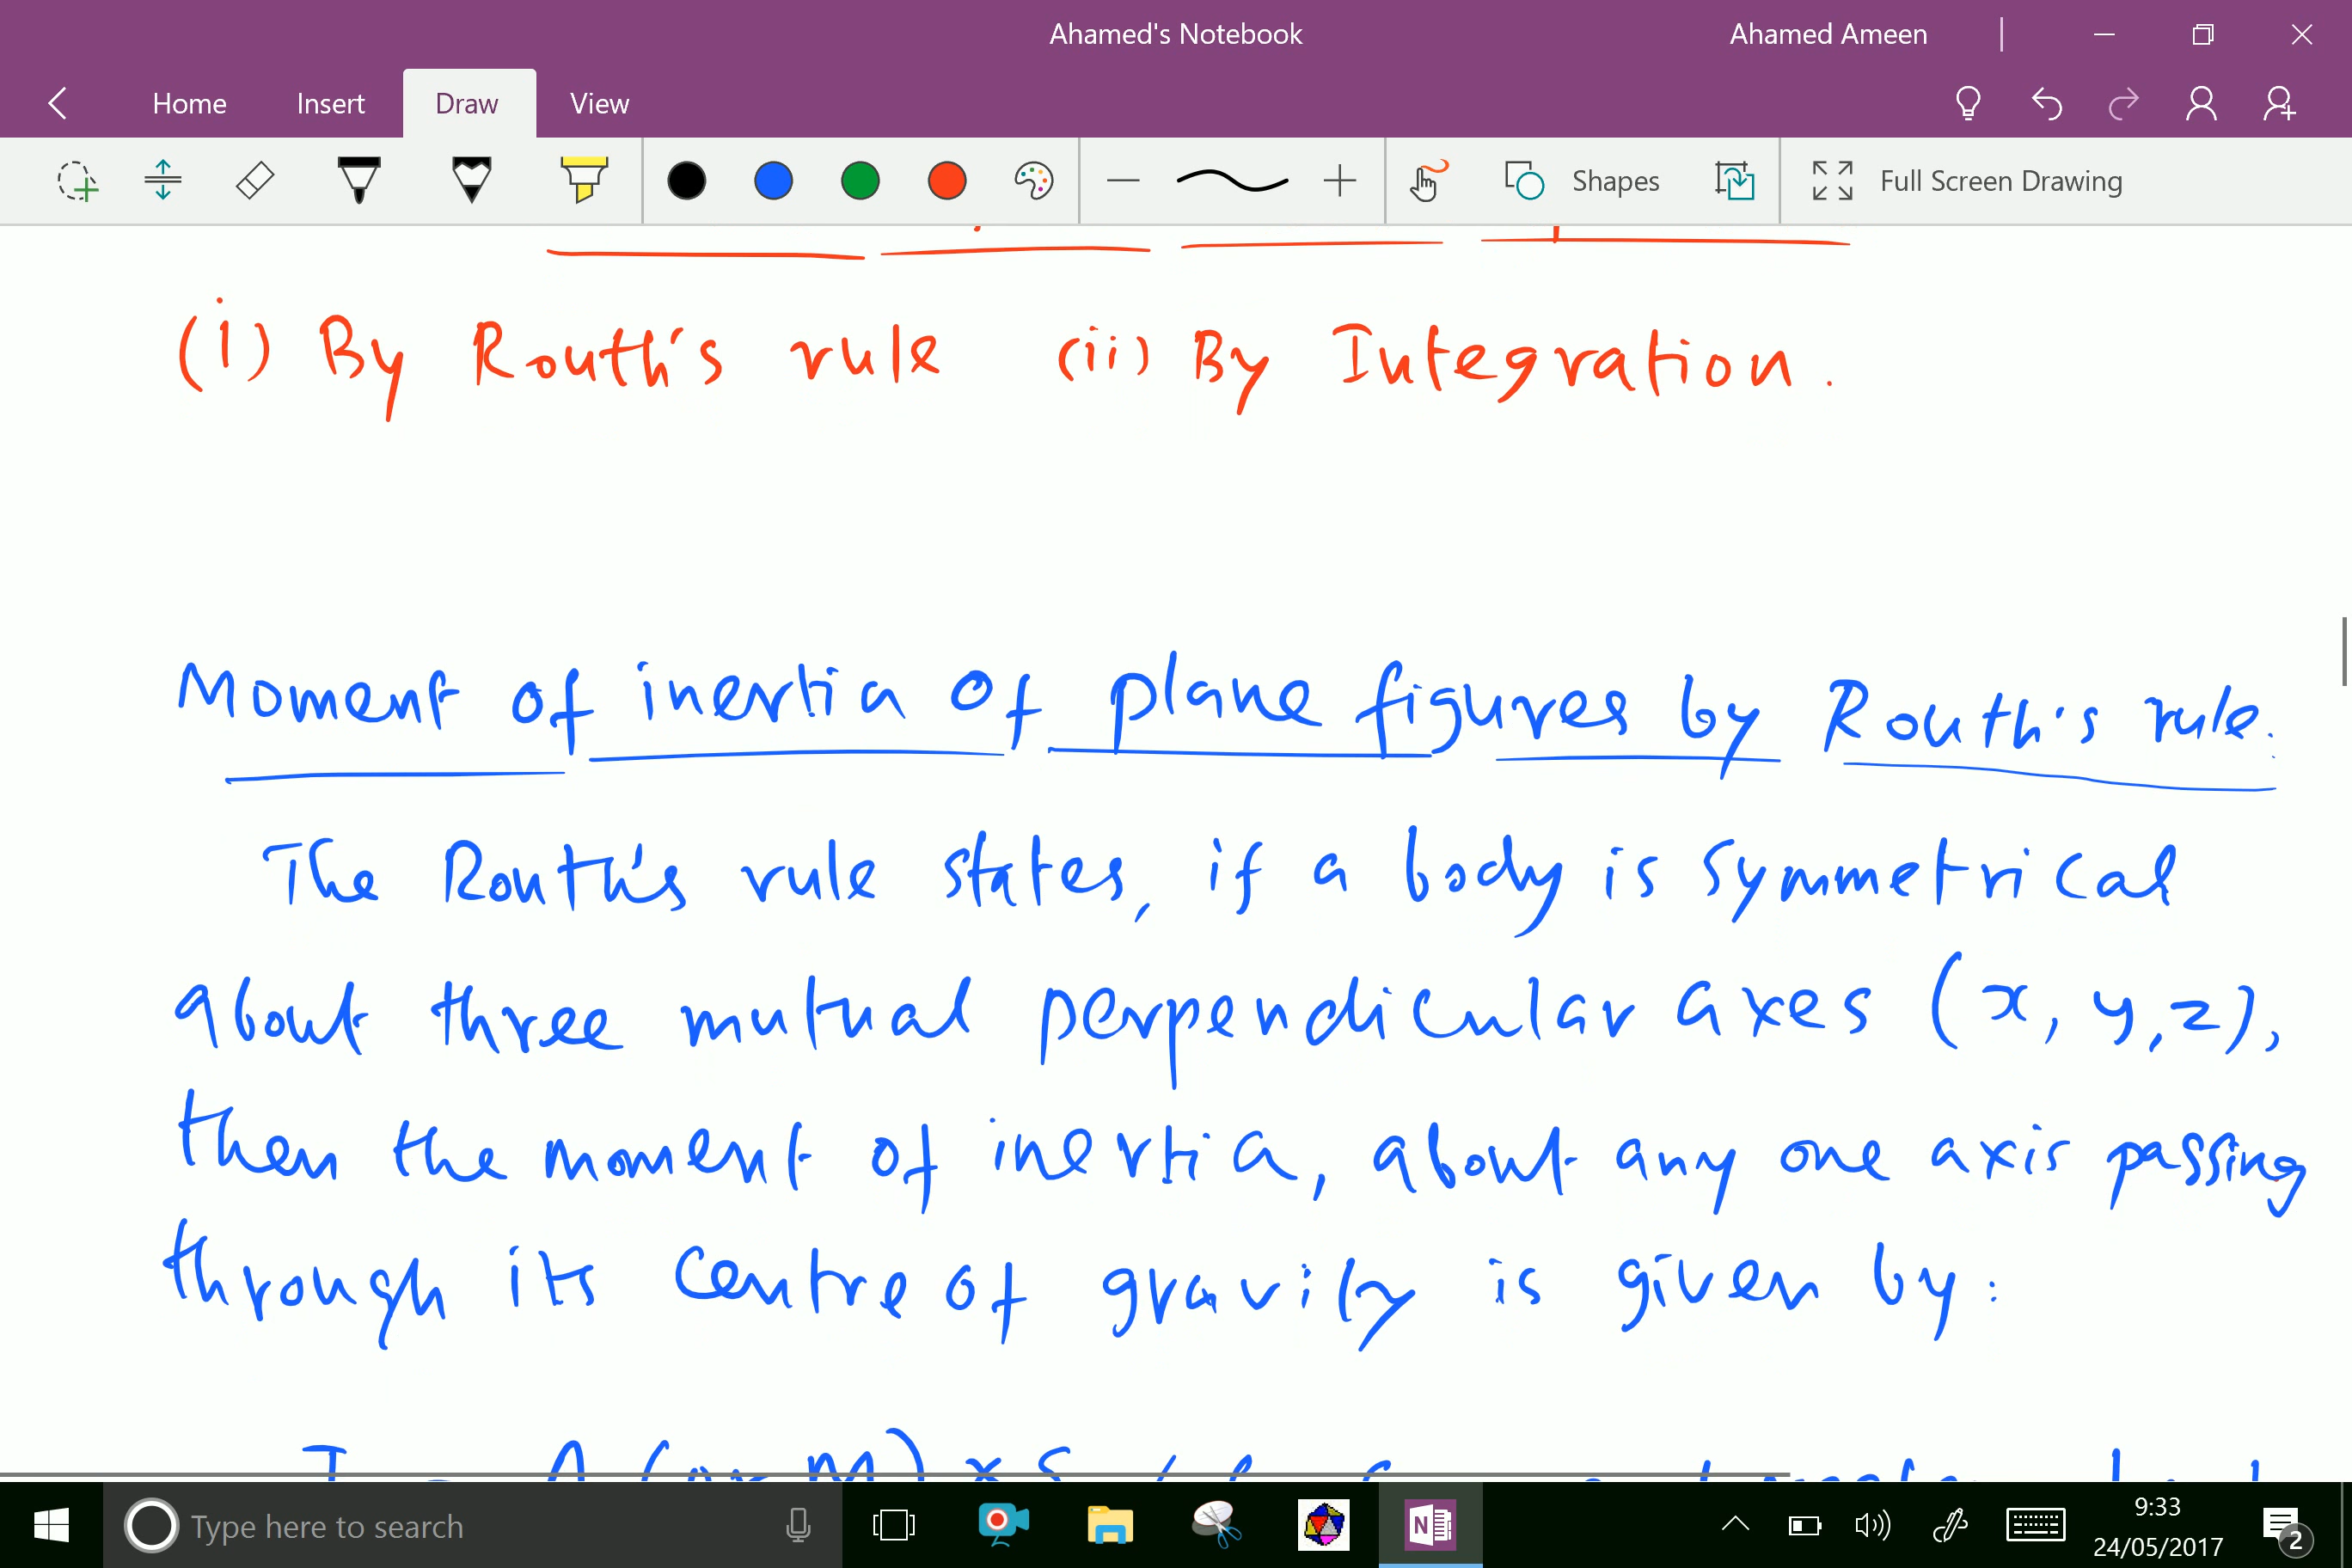 Ahamed's Notebook
Ahamed Ameen
Home Insert Draw View
Shapes Full Screen Drawing
(i) By Routh's rule (ii) By Integration.
Moment of inertia of plane figures by Routh's rule.
The Routh's rule states, if a body is symmetrical
about three mutual perpendicular axes (x, y, z),
then the moment of inertia, about any one axis passing
through its centre of gravity is given by:
Type here to search
N
9:33
24/05/2017
2